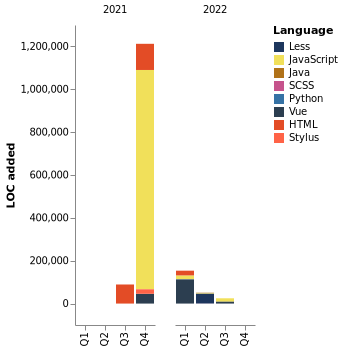 2021
2022
LOC added
1,200,000
1,000,000
800,000
600,000
400,000
200,000
0
Q1
Q2
Q3
Q4
Q1
Q2
Q3
Q4
Language
Less
JavaScript
Java
SCSS
Python
Vue
HTML
Stylus